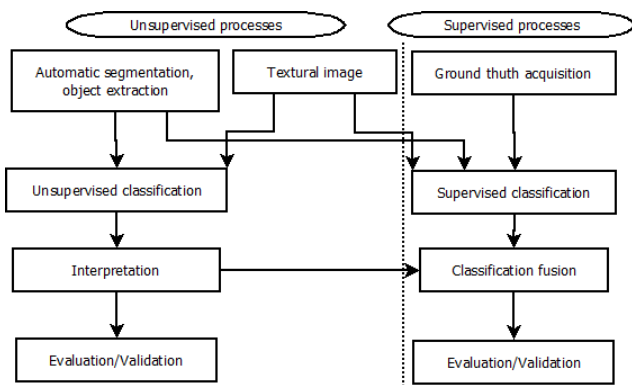 Unsupervised processes
Supervised processes
Automatic segmentation,
object extraction
Textural image
Ground thuth acquisition
Unsupervised classification
Supervised classification
Interpretation
Classification fusion
Evaluation/Validation
Evaluation/Validation